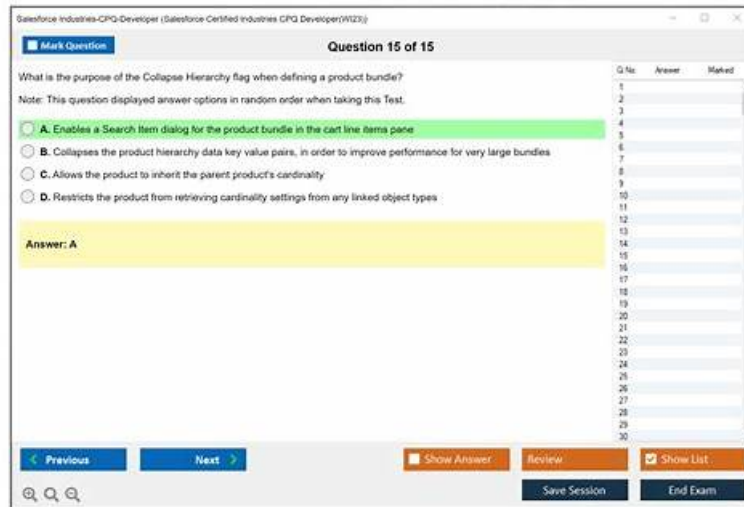 Salesforce Industries-CPQ-Developer (Salesforce Certified Industries CPQ Developer(WI23))
Mark Question
Question 15 of 15
What is the purpose of the Collapse Hierarchy flag when defining a product bundle?
Note: This question displayed answer options in random order when taking this Test.
A. Enables a Search Item dialog for the product bundle in the cart line items pane
B. Collapses the product hierarchy data key value pairs, in order to improve performance for very large bundles
C. Allows the product to inherit the parent product's cardinality
D. Restricts the product from retrieving cardinality settings from any linked object types
Answer: A
Q.No. Answer Marked
1
2
3
4
5
6
7
8
9
10
11
12
13
14
15
16
17
18
19
20
21
22
23
24
25
26
27
28
29
30
Previous
Next
Show Answer
Review
Show List
Save Session
End Exam